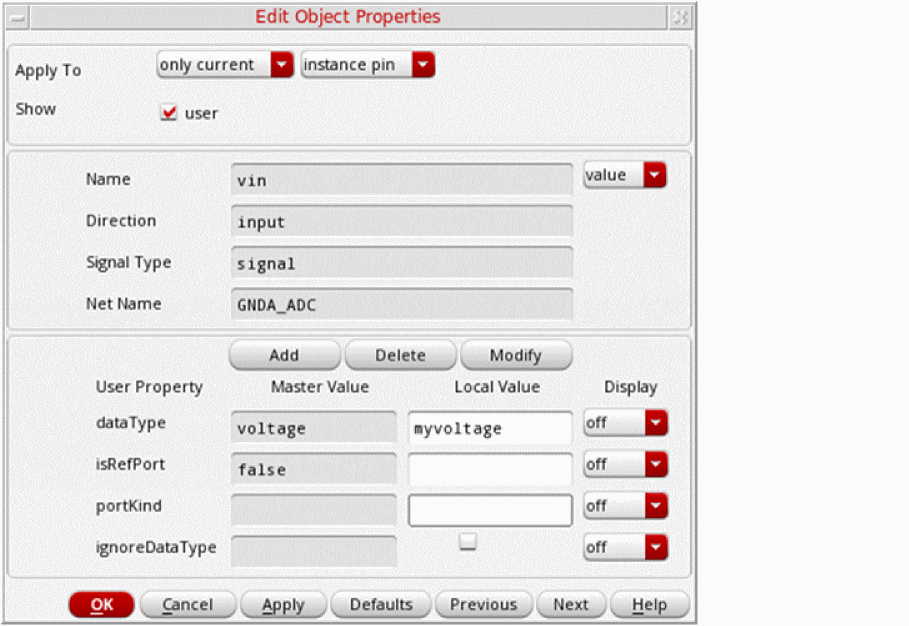 Edit Object Properties
Apply To only current instance pin
Show user
Name vin value
Direction input
Signal Type signal
Net Name GNDA_ADC
Add Delete Modify
User Property Master Value Local Value Display
dataType voltage myvoltage off
isRefPort false off
portKind off
ignoreDataType off
OK Cancel Apply Defaults Previous Next Help